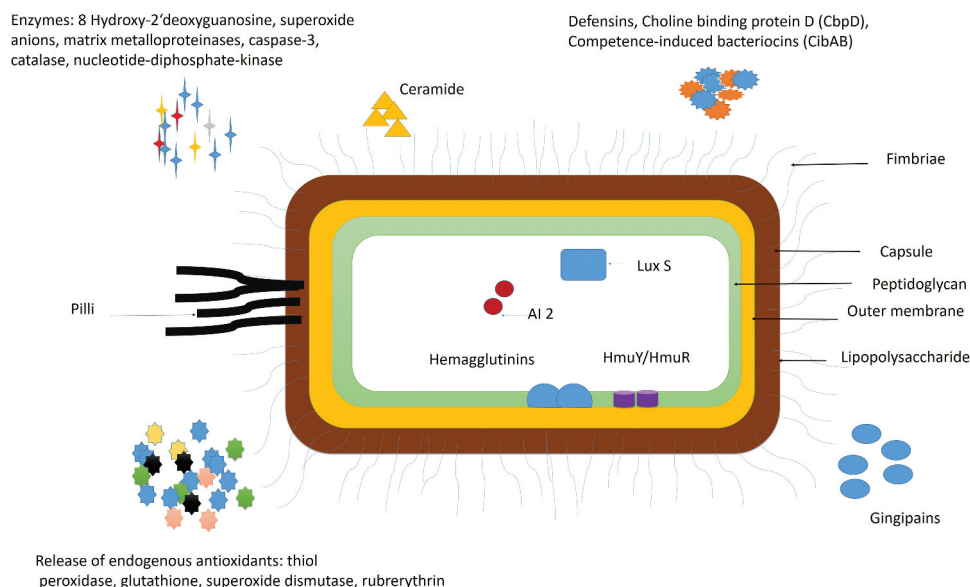 Enzymes: 8 Hydroxy-2‘deoxyguanosine, superoxide
anions, matrix metalloproteinases, caspase-3,
catalase, nucleotide-diphosphate-kinase
Defensins, Choline binding protein D (CbpD),
Competence-induced bacteriocins (CibAB)
Ceramide
Fimbriae
Capsule
Lux S
Peptidoglycan
Pilli
AI 2
Outer membrane
Hemagglutinins
HmuY/HmuR
Lipopolysaccharide
Gingipains
Release of endogenous antioxidants: thiol
peroxidase, glutathione, superoxide dismutase, rubrerythrin